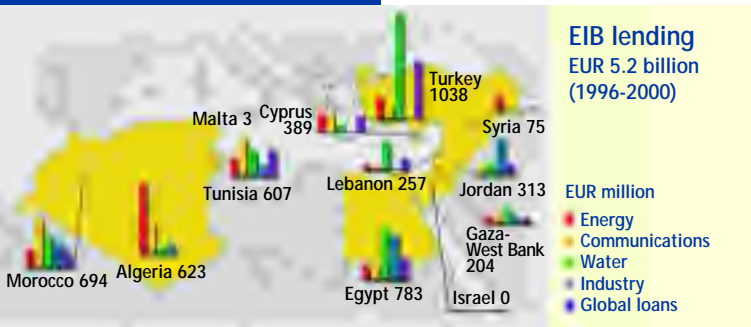 EIB lending
EUR 5.2 billion
(1996-2000)
Turkey
1038
Malta 3
Cyprus
389
Syria 75
Tunisia 607
Lebanon 257
Jordan 313
Gaza-
West Bank
204
Morocco 694
Algeria 623
Egypt 783
Israel 0
EUR million
Energy
Communications
Water
Industry
Global loans